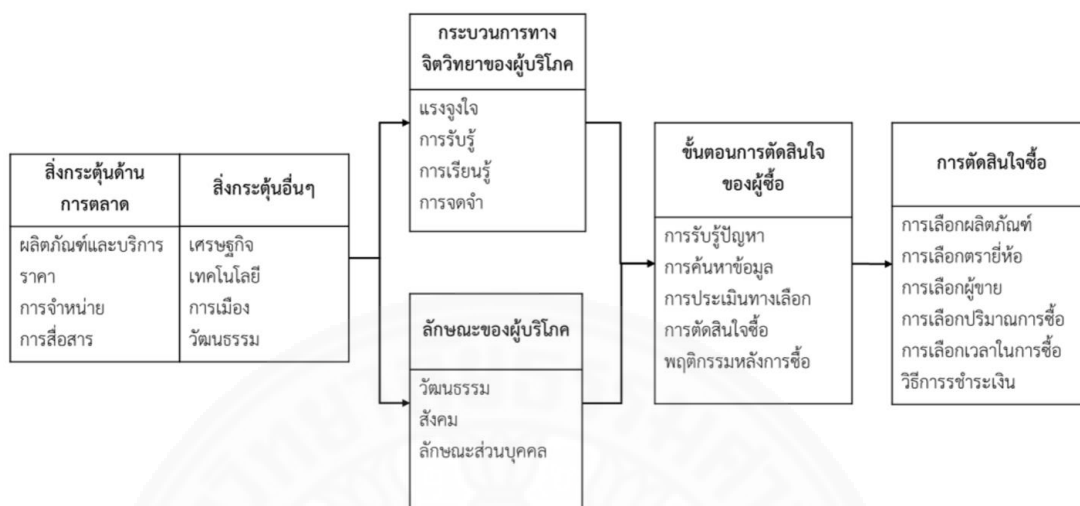 สิ่งกระตุ้นด้าน
การตลาด
ผลิตภัณฑ์และบริการ
ราคา
การจำหน่าย
การสื่อสาร
สิ่งกระตุ้นอื่นๆ
เศรษฐกิจ
เทคโนโลยี
การเมือง
วัฒนธรรม
กระบวนการทาง
จิตวิทยาของผู้บริโภค
แรงจูงใจ
การรับรู้
การเรียนรู้
การจดจำ
ลักษณะของผู้บริโภค
วัฒนธรรม
สังคม
ลักษณะส่วนบุคคล
ขั้นตอนการตัดสินใจ
ของผู้ซื้อ
การรับรู้ปัญหา
การค้นหาข้อมูล
การประเมินทางเลือก
การตัดสินใจซื้อ
พฤติกรรมหลังการซื้อ
การตัดสินใจซื้อ
การเลือกผลิตภัณฑ์
การเลือกตรายี่ห้อ
การเลือกผู้ขาย
การเลือกปริมาณการซื้อ
การเลือกเวลาในการซื้อ
วิธีการรชำระเงิน